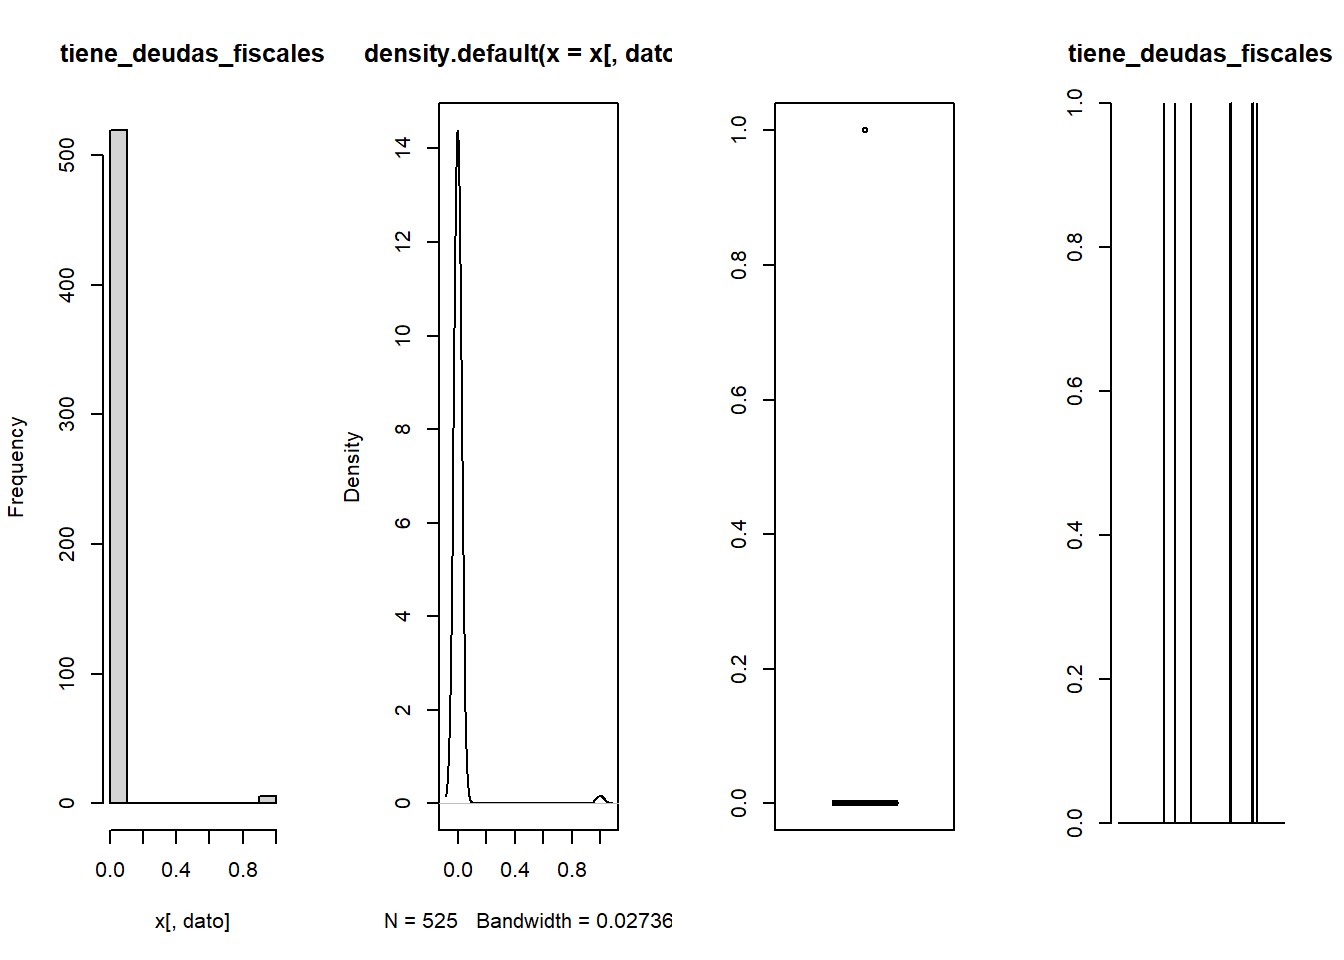 tiene_deudas_fiscales
Frequency
500
400
300
200
100
0
0.0 0.4 0.8
x[, dato]
density.default(x = x[, dato
Density
14
12
10
8
6
4
2
0
0.0 0.4 0.8
N = 525 Bandwidth = 0.02736
1.0
0.8
0.6
0.4
0.2
0.0
tiene_deudas_fiscales
1.0
0.8
0.6
0.4
0.2
0.0